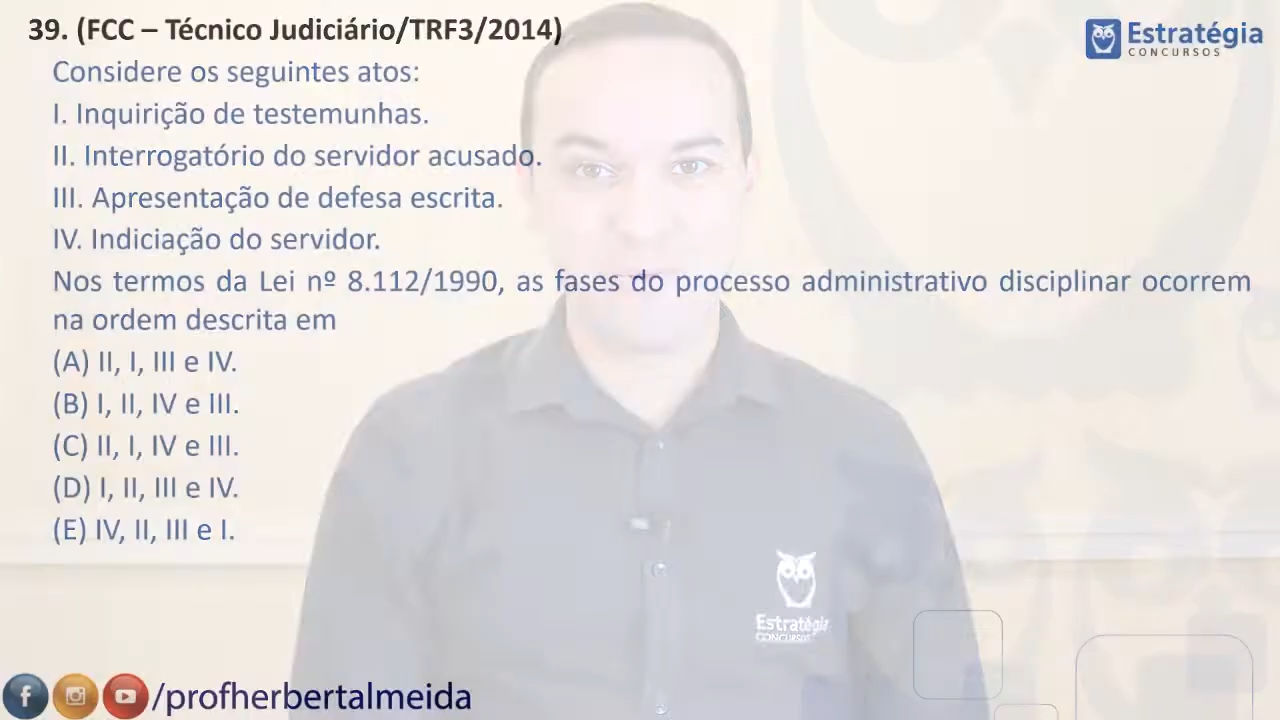 39. (FCC – Técnico Judiciário/TRF3/2014)
Estratégia
CONCURSOS
Considere os seguintes atos:
I. Inquirição de testemunhas.
II. Interrogatório do servidor acusado.
III. Apresentação de defesa escrita.
IV. Indiciação do servidor.
Nos termos da Lei nº 8.112/1990, as fases do processo administrativo disciplinar ocorrem
na ordem descrita em
(A) II, I, III e IV.
(B) I, II, IV e III.
(C) II, I, IV e III.
(D) I, II, III e IV.
(E) IV, II, III e I.
Estratégia
CONCURSOS
/profherbertalmeida